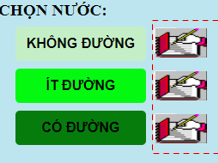 CHỌN NƯỚC:
KHÔNG ĐƯỜNG
ÍT ĐƯỜNG
CÓ ĐƯỜNG